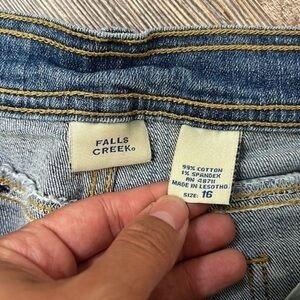 FALLS
CREEK®
99% COTTON
1% SPANDEX
RN 48711
MADE IN LESOTHO
SIZE: 16